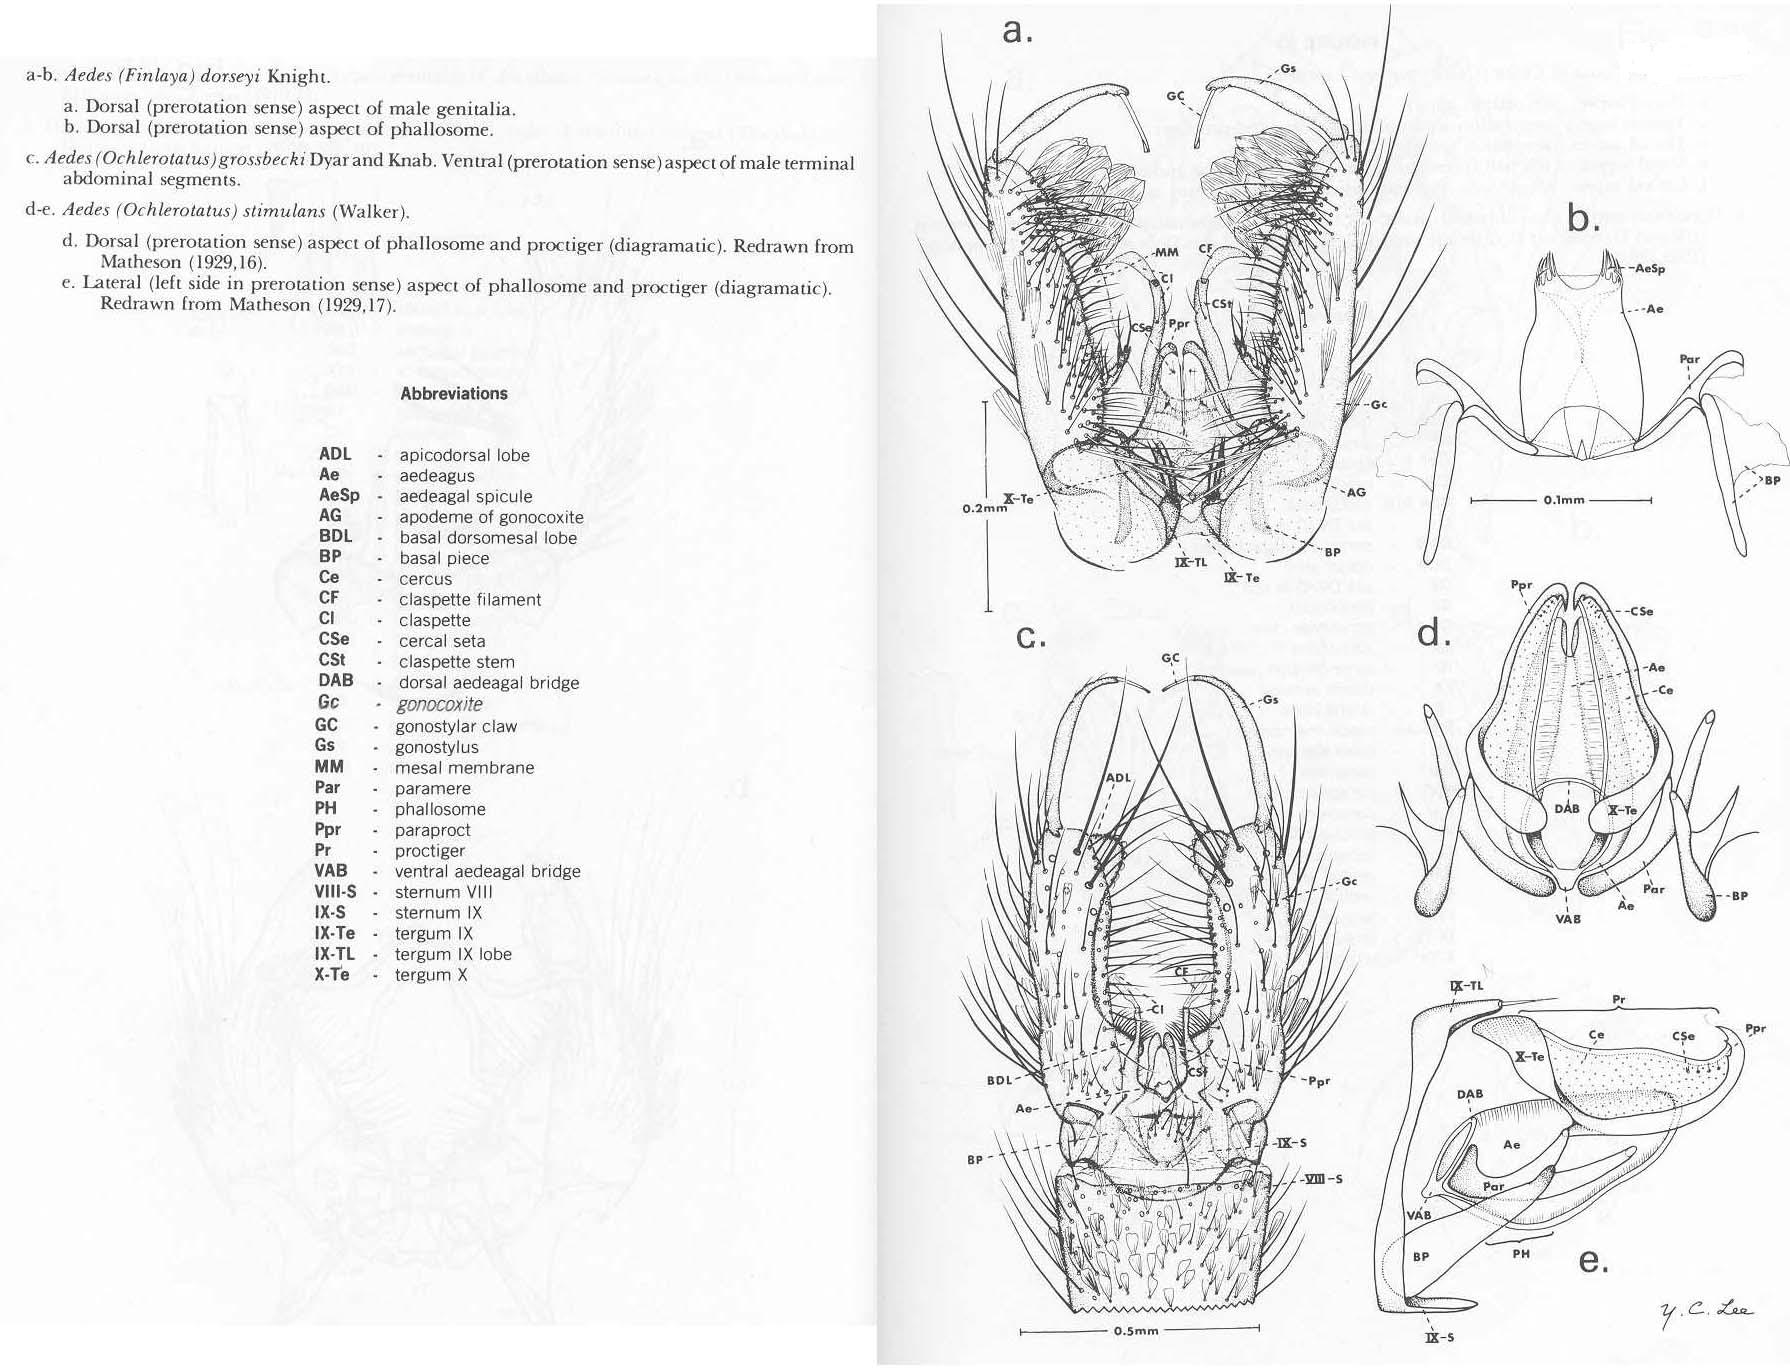 a-b. Aedes (Finlaya) dorseyi Knight.
a. Dorsal (prerotation sense) aspect of male genitalia.
b. Dorsal (prerotation sense) aspect of phallosome.
c. Aedes (Ochlerotatus) grossbecki Dyar and Knab. Ventral (prerotation sense) aspect of male terminal
abdominal segments.
d-e. Aedes (Ochlerotatus) stimulans (Walker).
d. Dorsal (prerotation sense) aspect of phallosome and proctiger (diagramatic). Redrawn from
Matheson (1929,16).
e. Lateral (left side in prerotation sense) aspect of phallosome and proctiger (diagramatic).
Redrawn from Matheson (1929,17).
Abbreviations
ADL - apicodorsal lobe
Ae - aedeagus
AeSp - aedeagal spicule
AG - apodeme of gonocoxite
BDL - basal dorsomesal lobe
BP - basal piece
Ce - cercus
CF - claspette filament
Cl - claspette
CSe - cercal seta
CSt - claspette stem
DAB - dorsal aedeagal bridge
Gc - gonocoxite
GC - gonostylar claw
Gs - gonostylus
MM - mesal membrane
Par - paramere
PH - phallosome
Ppr - paraproct
Pr - proctiger
VAB - ventral aedeagal bridge
VIII-S - sternum VIII
IX-S - sternum IX
IX-Te - tergum IX
IX-TL - tergum IX lobe
X-Te - tergum X
a.
Gs
GC
MM
CF
Cl
CSt
CSe
Ppr
Gc
X-Te
AG
0.2mm
BP
IX-TL
IX-Te
b.
AeSp
Ae
Par
BP
0.1mm
c.
GC
Gs
ADL
Gc
CF
Cl
BDL
CSt
Ppr
Ae
BP
IX-S
VIII-S
0.5mm
d.
Ppr
CSe
Ae
Ce
DAB
X-Te
Par
Ae
BP
VAB
IX-TL
Pr
Ce
CSe
Ppr
X-Te
DAB
Ae
Par
VAB
BP
PH
e.
IX-S
Y. C. Lee